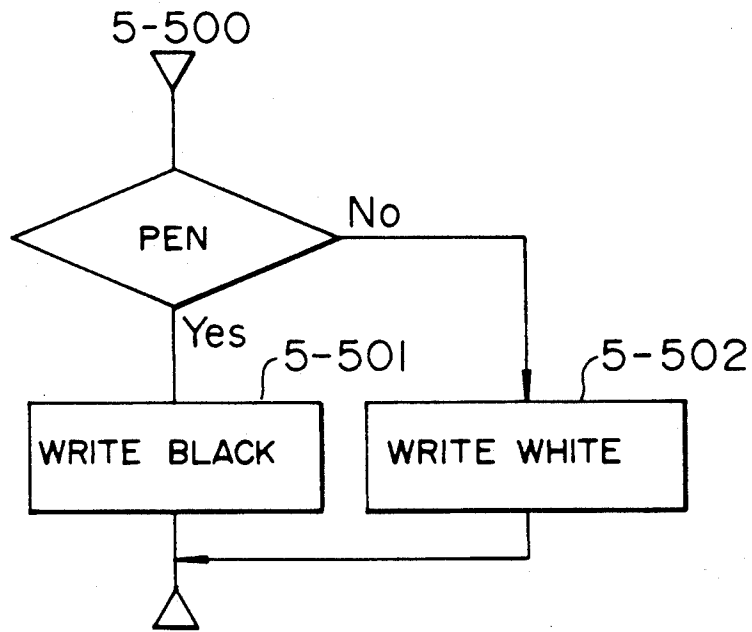 5-500
PEN
No
Yes
5-501
5-502
WRITE BLACK
WRITE WHITE